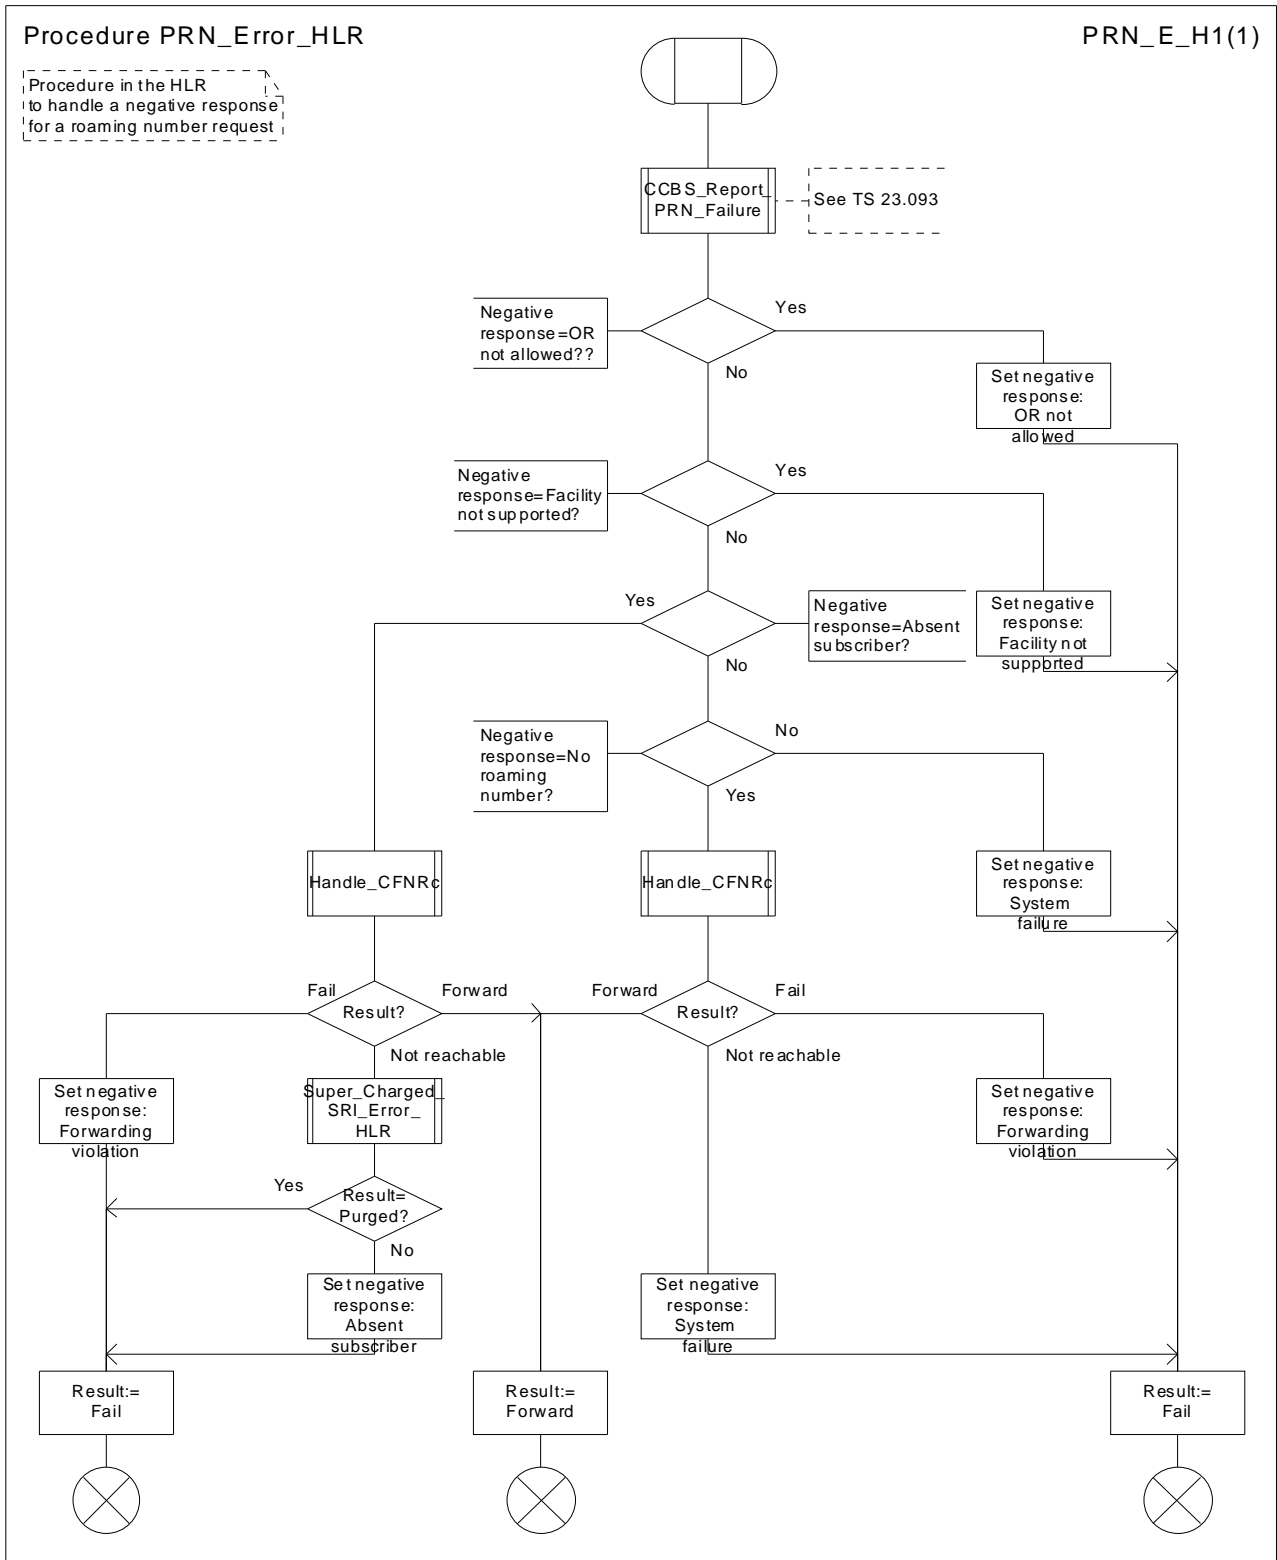 Procedure PRN_Error_HLR
PRN_E_H1(1)
Procedure in the HLR
to handle a negative response
for a roaming number request
CCBS_Report_
PRN_Failure
See TS 23.093
Negative
response=OR
not allowed??
Yes
No
Set negative
response:
OR not
allowed
Negative
response=Facility
not supported?
Yes
No
Set negative
response:
Facility not
supported
Yes
Negative
response=Absent
subscriber?
No
Negative
response=No
roaming
number?
No
Yes
Set negative
response:
System
failure
Handle_CFNRc
Handle_CFNRc
Fail
Result?
Forward
Not reachable
Forward
Result?
Fail
Not reachable
Set negative
response:
Forwarding
violation
Super_Charged_
SRI_Error_
HLR
Set negative
response:
Forwarding
violation
Yes
Result=
Purged?
No
Set negative
response:
Absent
subscriber
Set negative
response:
System
failure
Result:=
Fail
Result:=
Forward
Result:=
Fail